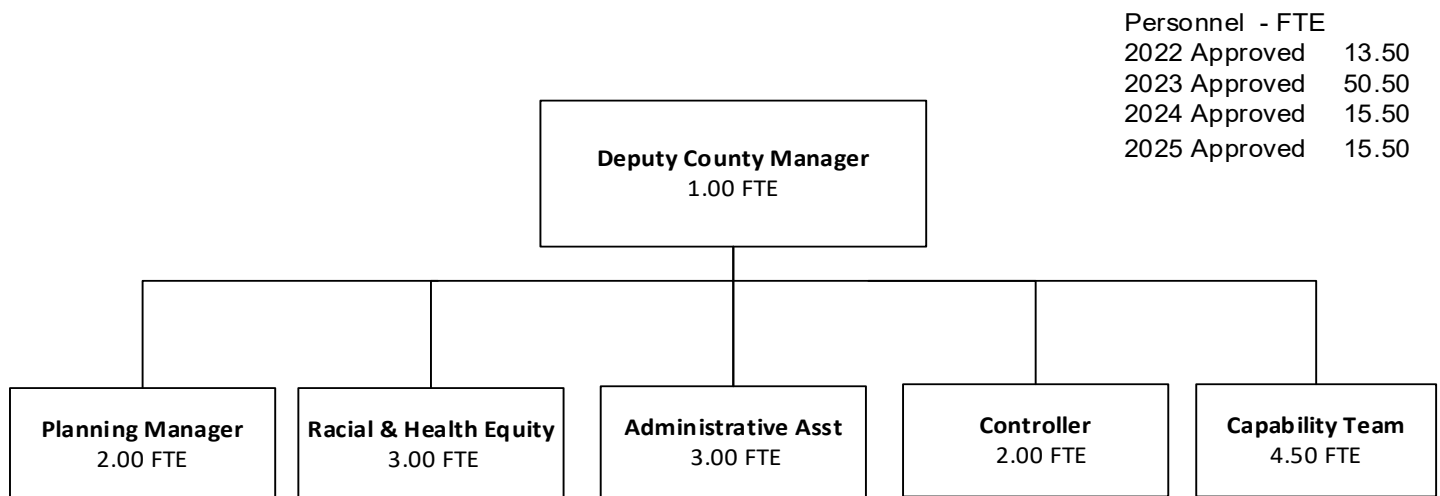 Personnel - FTE
2022 Approved 13.50
2023 Approved 50.50
2024 Approved 15.50
2025 Approved 15.50
Deputy County Manager
1.00 FTE
Planning Manager
2.00 FTE
Racial & Health Equity
3.00 FTE
Administrative Asst
3.00 FTE
Controller
2.00 FTE
Capability Team
4.50 FTE